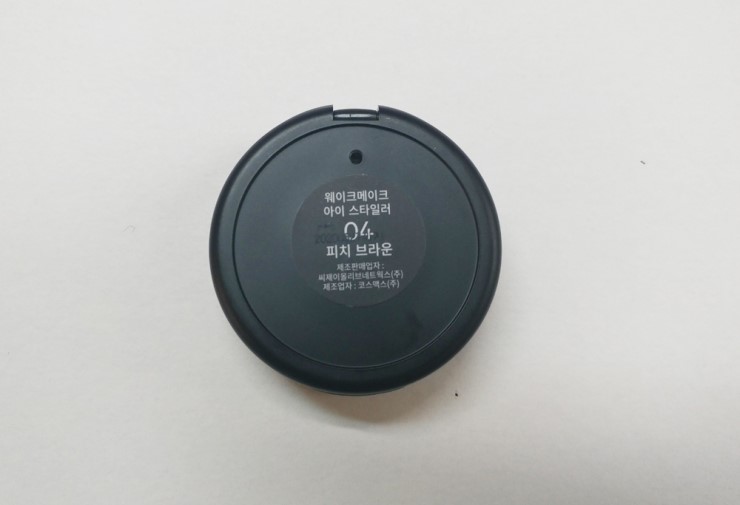 웨이크메이크
아이 스타일러
04
피치 브라운
제조판매업자 :
씨제이올리브네트웍스(주)
제조업자 : 코스맥스(주)